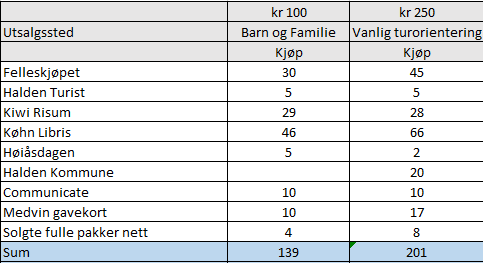 kr 100 kr 250
Utsalgssted Barn og Familie Vanlig turorientering
Kjøp Kjøp
Felleskjøpet 30 45
Halden Turist 5 5
Kiwi Risum 29 28
Køhn Libris 46 66
Høiåsdagen 5 2
Halden Kommune 20
Communicate 10 10
Medvin gavekort 10 17
Solgte fulle pakker nett 4 8
Sum 139 201